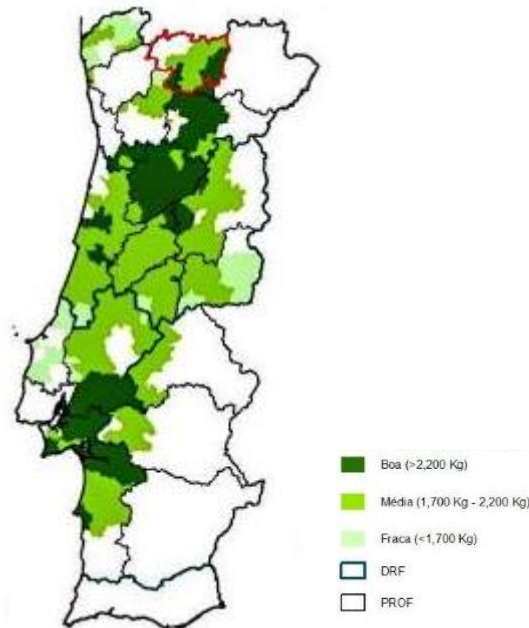 Boa (>2,200 Kg)
Média (1,700 Kg - 2,200 Kg)
Fraca (<1,700 Kg)
DRF
PROF